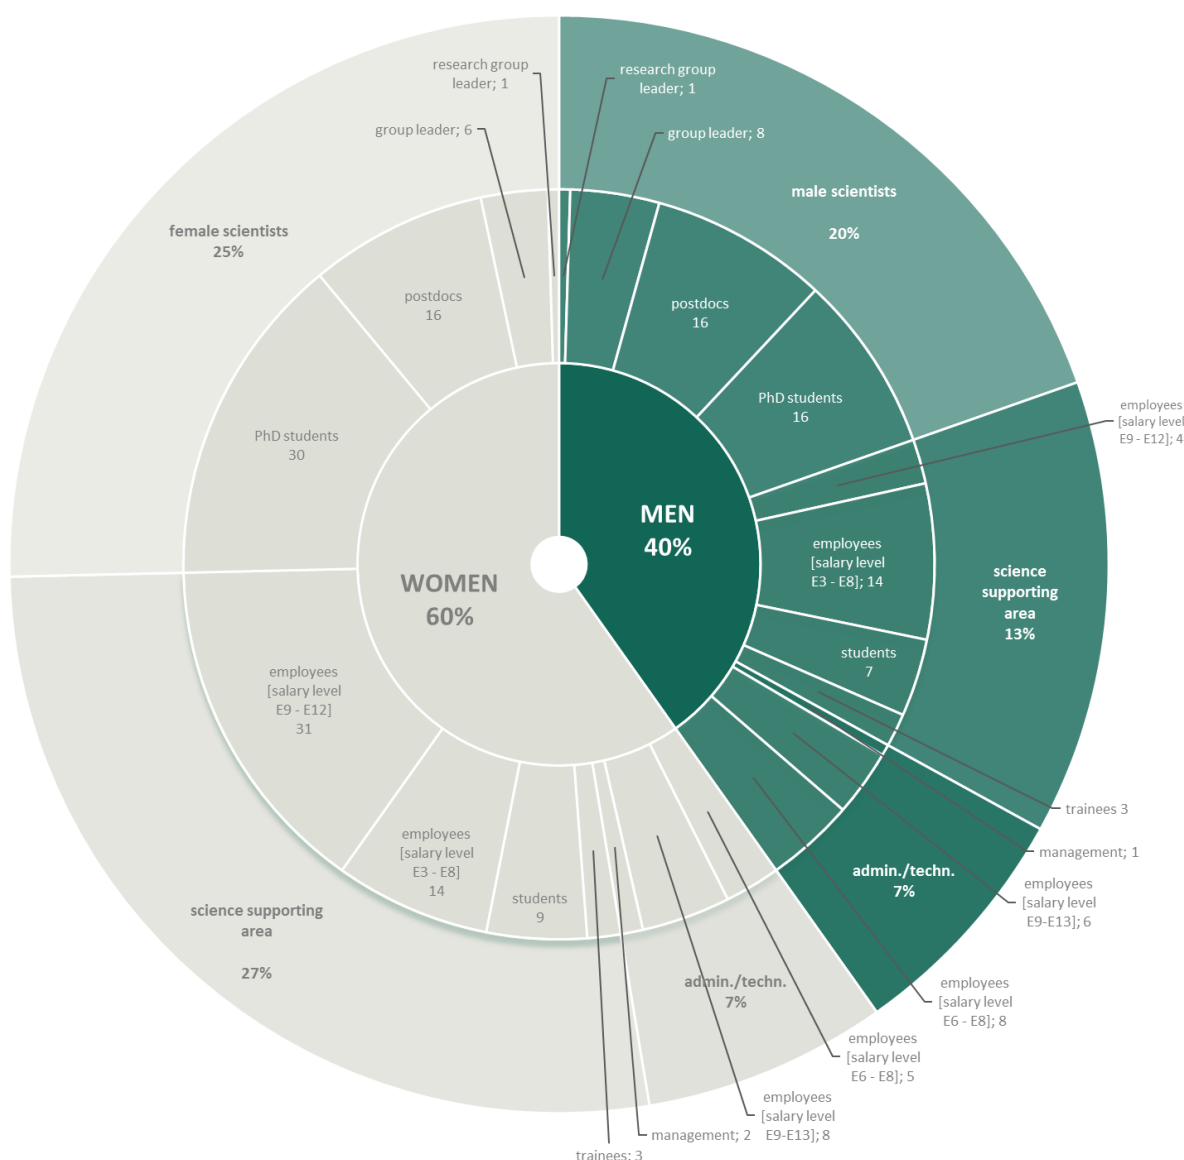 research group
leader; 1
group leader; 6
female scientists
25%
postdocs
16
PhD students
30
WOMEN
60%
employees
[salary level
E9 - E12]
31
employees
[salary level
E3 - E8]
14
students
9
science supporting
area
27%
trainees; 3
management; 2
employees
[salary level
E9-E13]; 8
employees
[salary level
E6 - E8]; 5
admin./techn.
7%
research group
leader; 1
group leader; 8
male scientists
20%
postdocs
16
PhD students
16
MEN
40%
employees
[salary level
E9 - E12]; 4
employees
[salary level
E3 - E8]; 14
students
7
science
supporting
area
13%
trainees 3
management; 1
admin./techn.
7%
employees
[salary level
E9-E13]; 6
employees
[salary level
E6 - E8]; 8